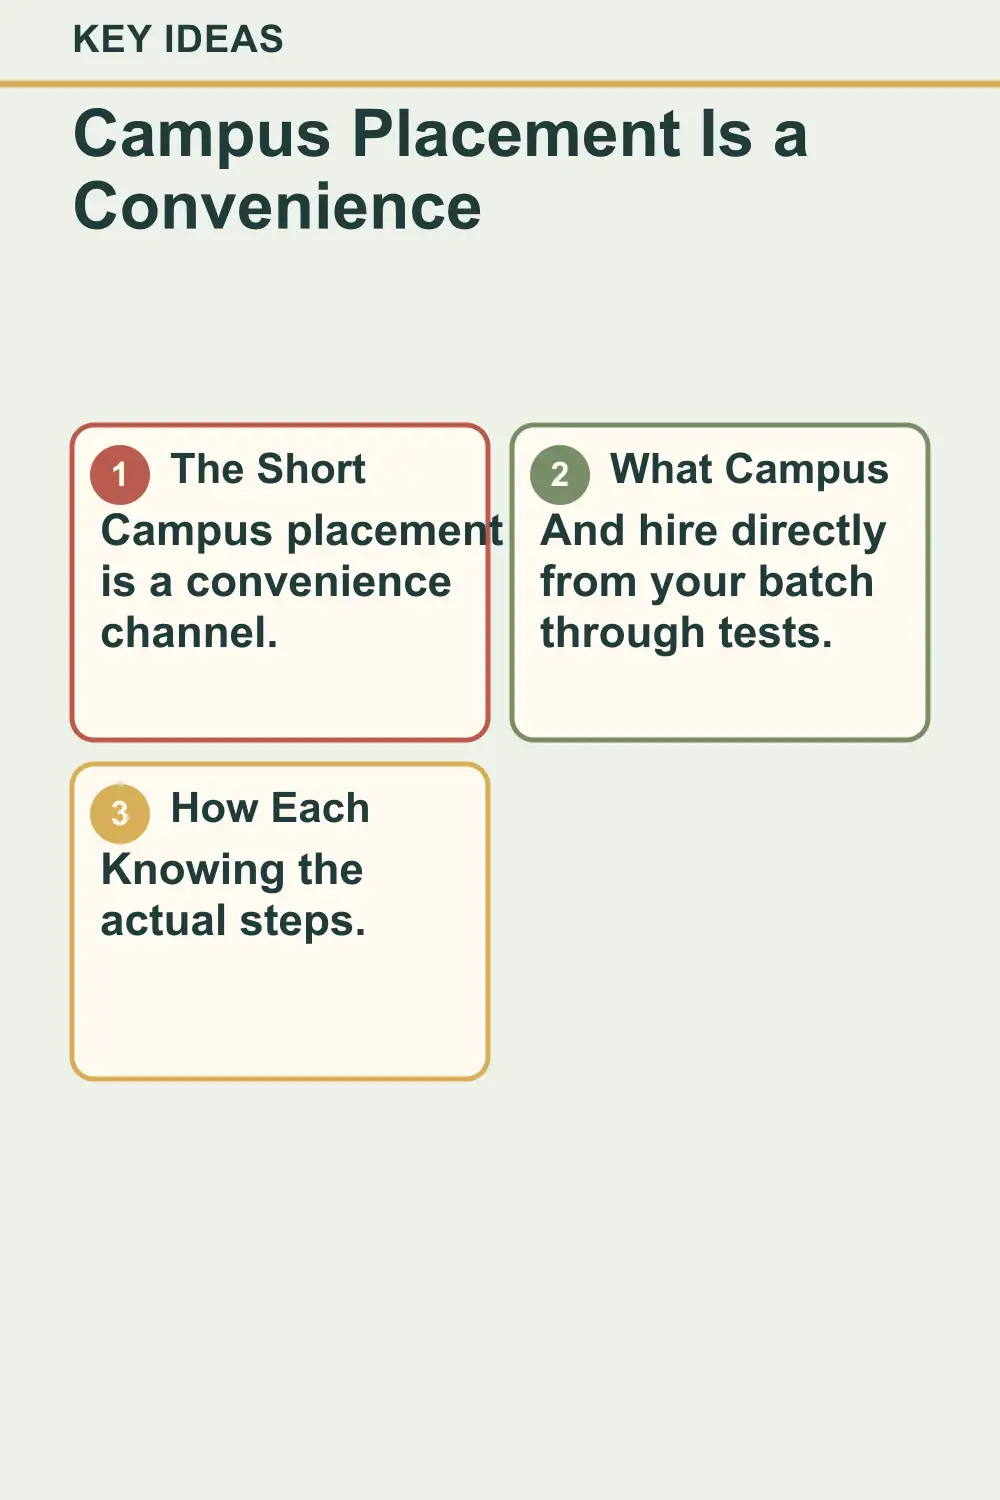 KEY IDEAS
Campus Placement Is a
Convenience
1
The Short
Campus placement
is a convenience
channel.
2
What Campus
And hire directly
from your batch
through tests.
3
How Each
Knowing the
actual steps.